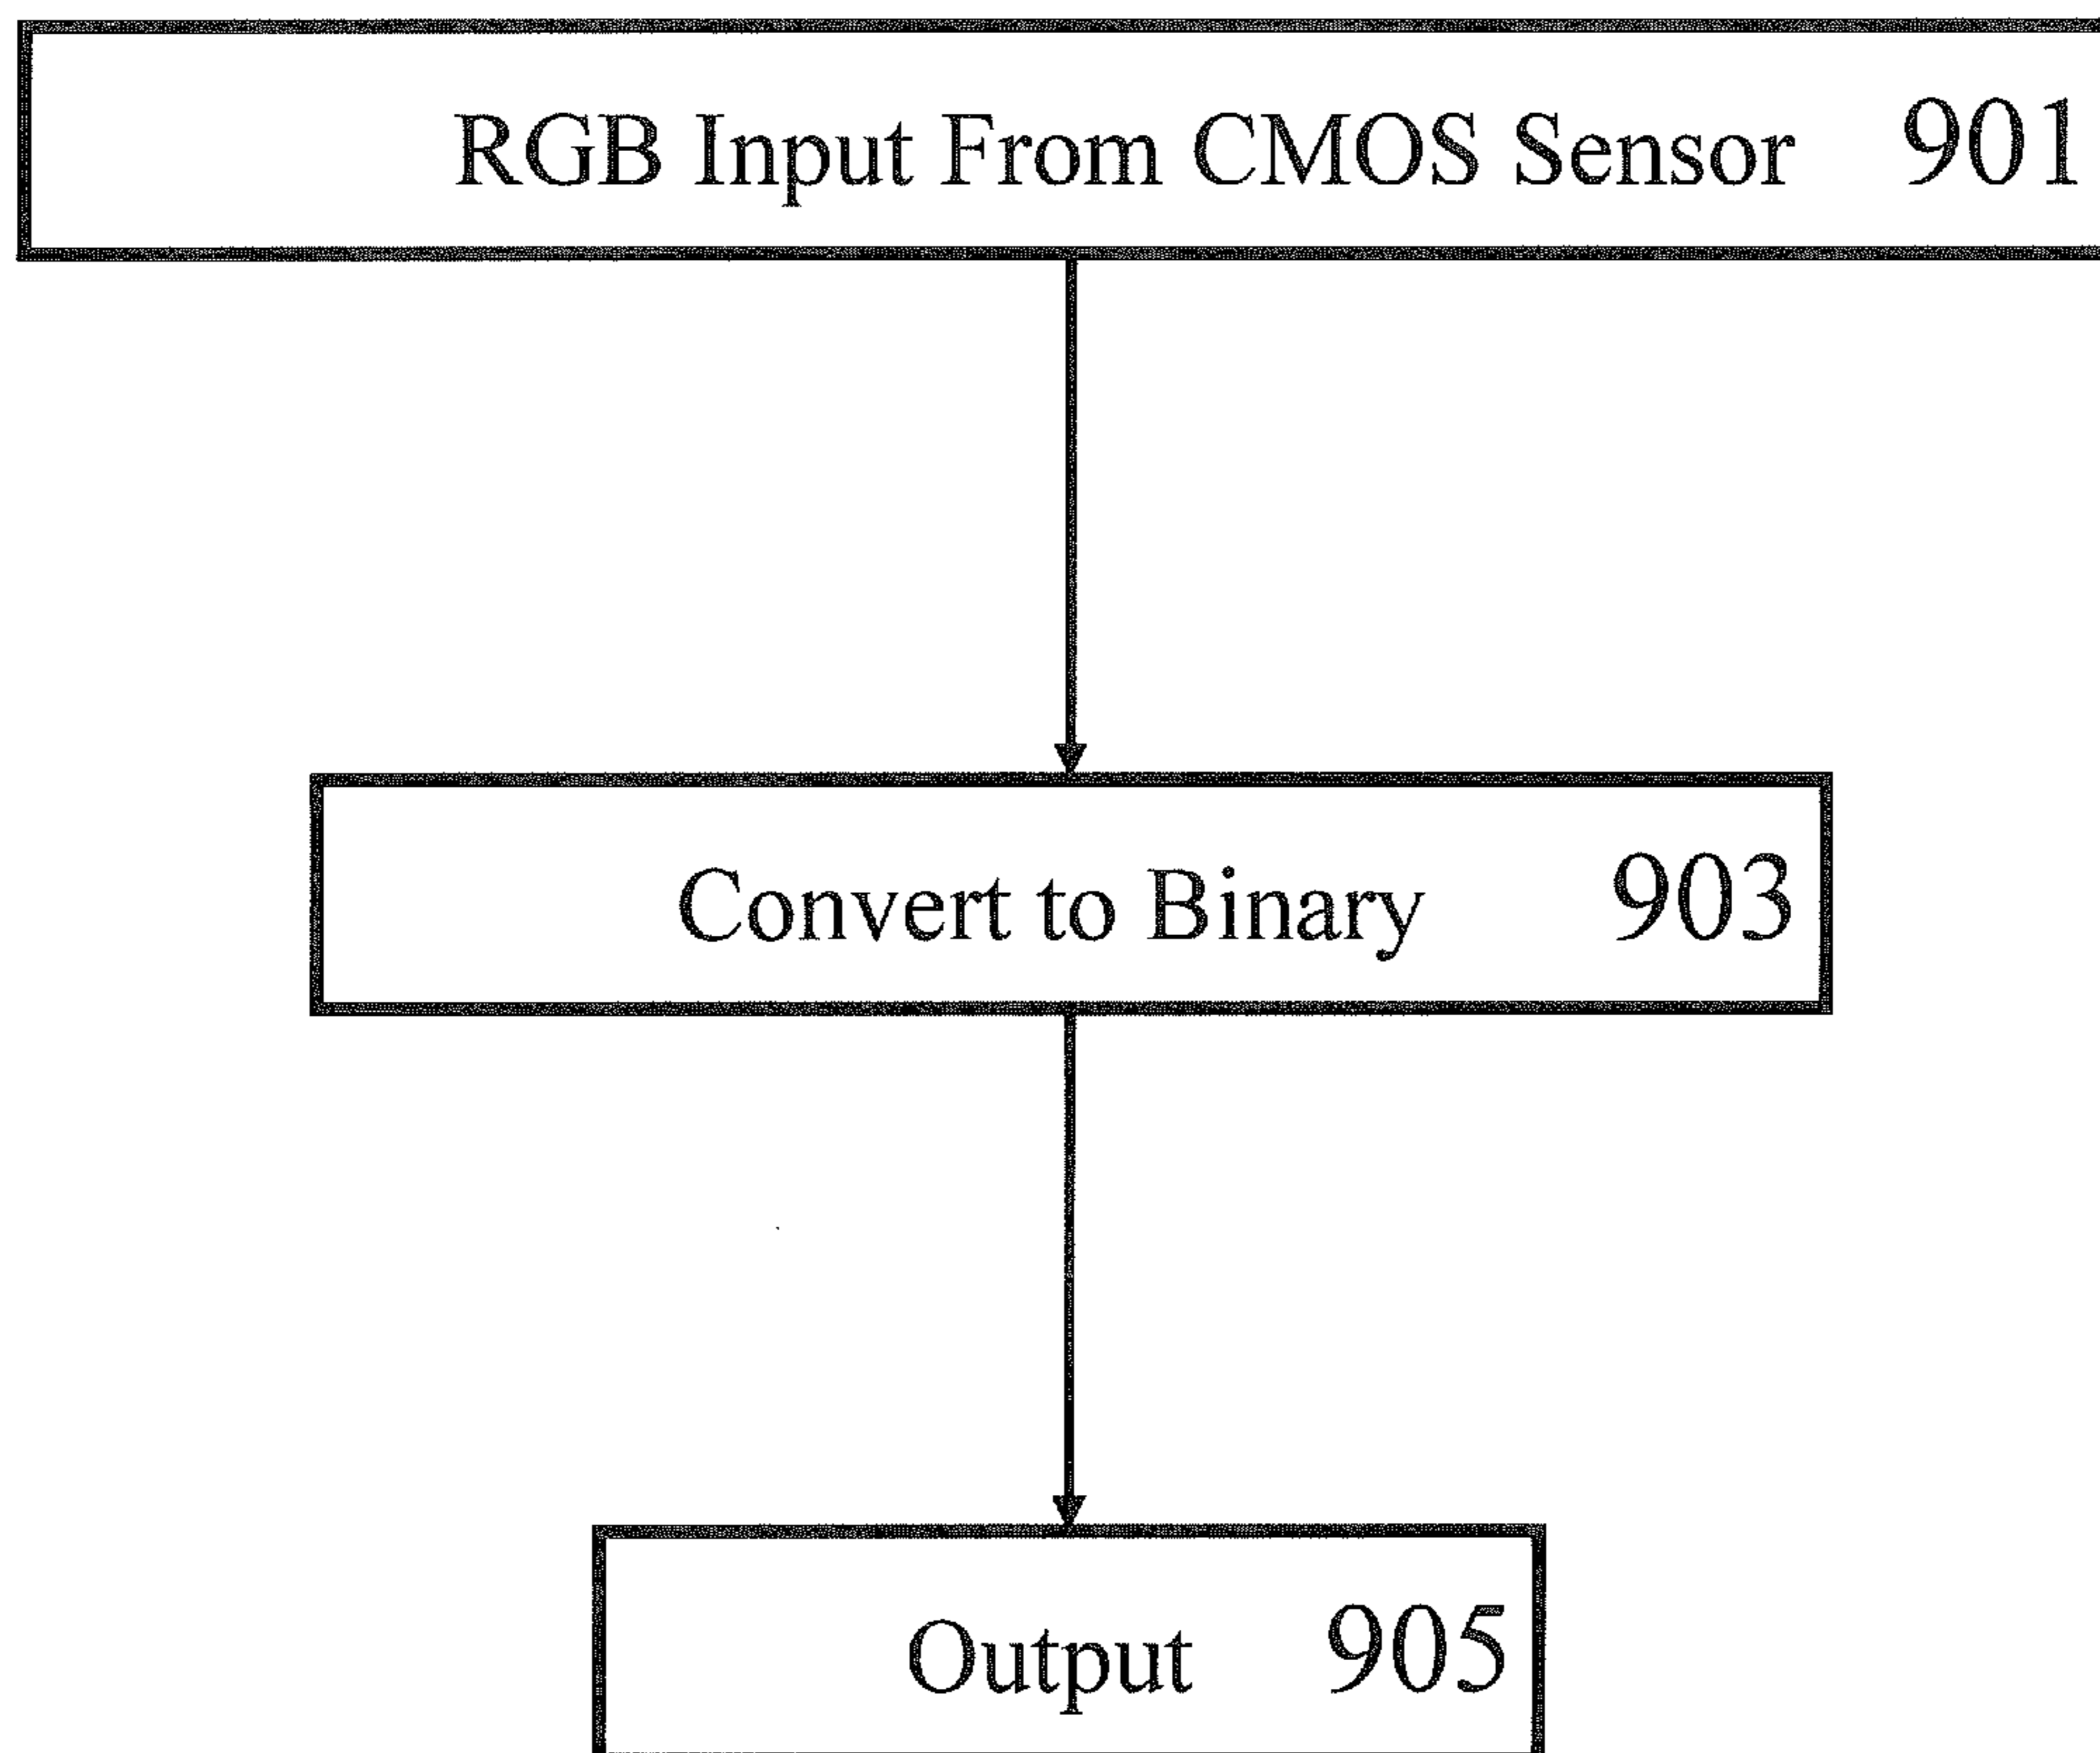 RGB Input From CMOS Sensor 901
Convert to Binary 903
Output 905